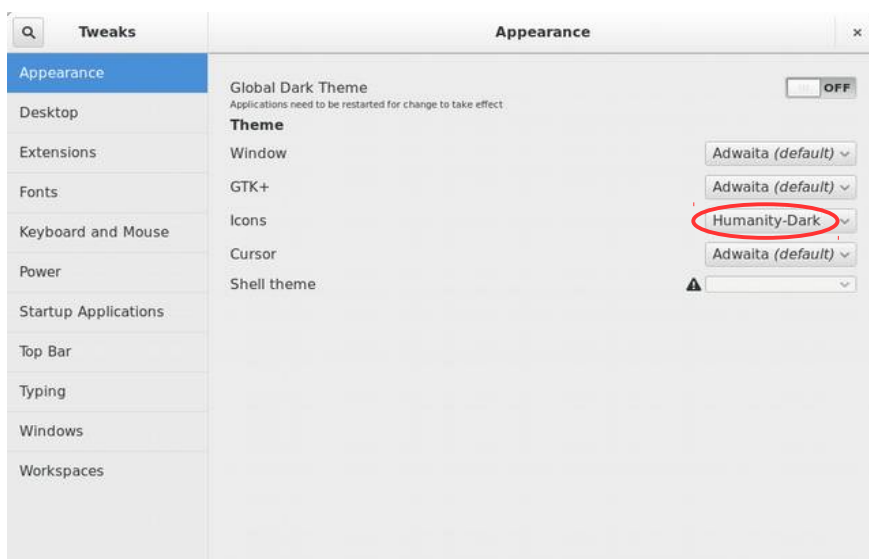 Tweaks
Appearance
Appearance
Desktop
Extensions
Fonts
Keyboard and Mouse
Power
Startup Applications
Top Bar
Typing
Windows
Workspaces
Global Dark Theme
OFF
Applications need to be restarted for change to take effect
Theme
Window Adwaita (default)
GTK+ Adwaita (default)
Icons Humanity-Dark
Cursor Adwaita (default)
Shell theme